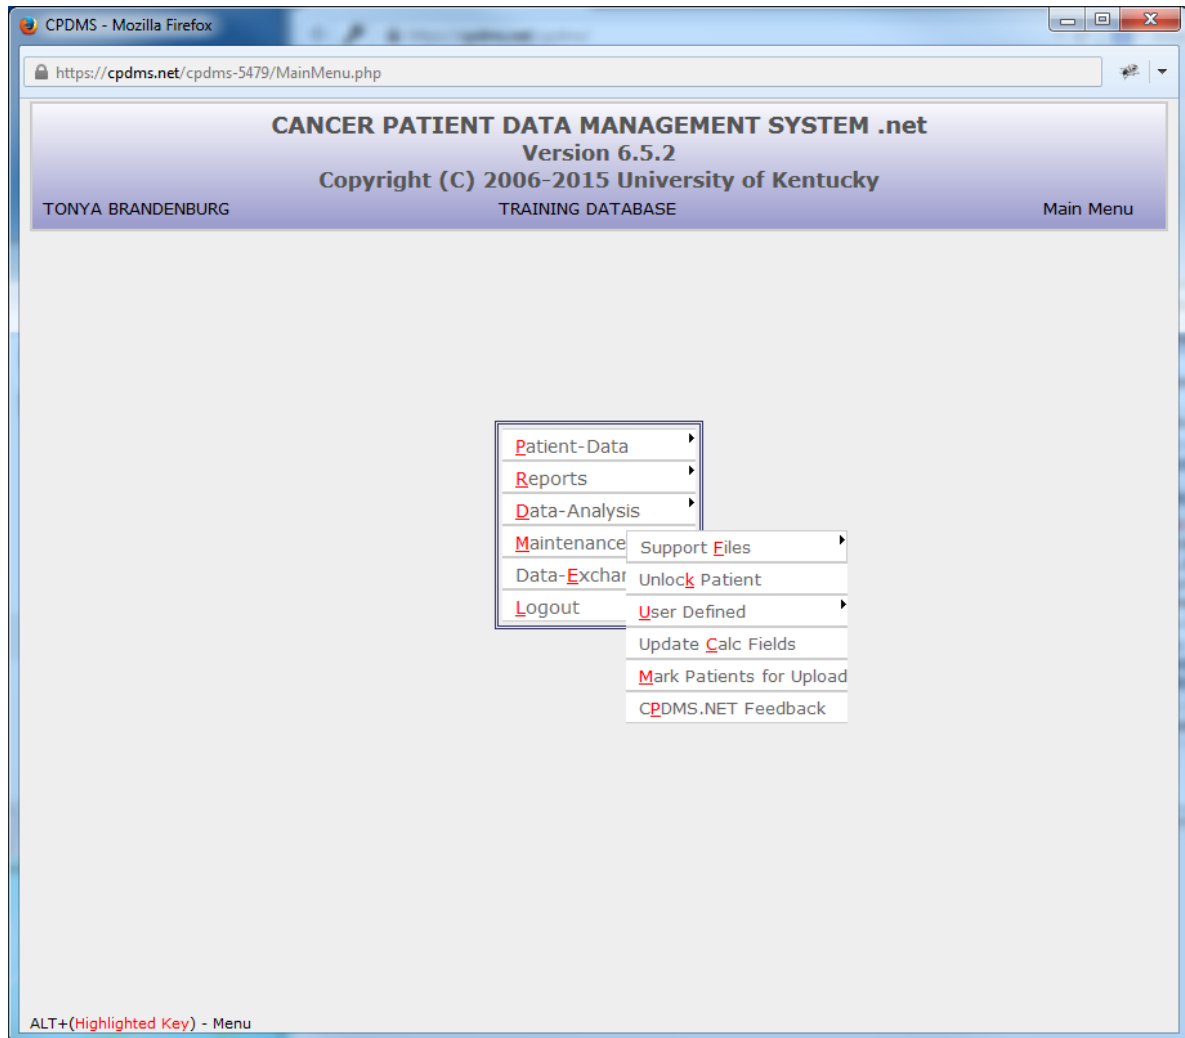 CPDMS - Mozilla Firefox
https://cpdms.net/cpdms-5479/MainMenu.php
CANCER PATIENT DATA MANAGEMENT SYSTEM .net
Version 6.5.2
Copyright (C) 2006-2015 University of Kentucky
TONYA BRANDENBURG TRAINING DATABASE Main Menu
Patient-Data
Reports
Data-Analysis
Maintenance
Data-Exchan
Logout
Support Files
Unlock Patient
User Defined
Update Calc Fields
Mark Patients for Upload
CPDMS.NET Feedback
ALT+(Highlighted Key) - Menu